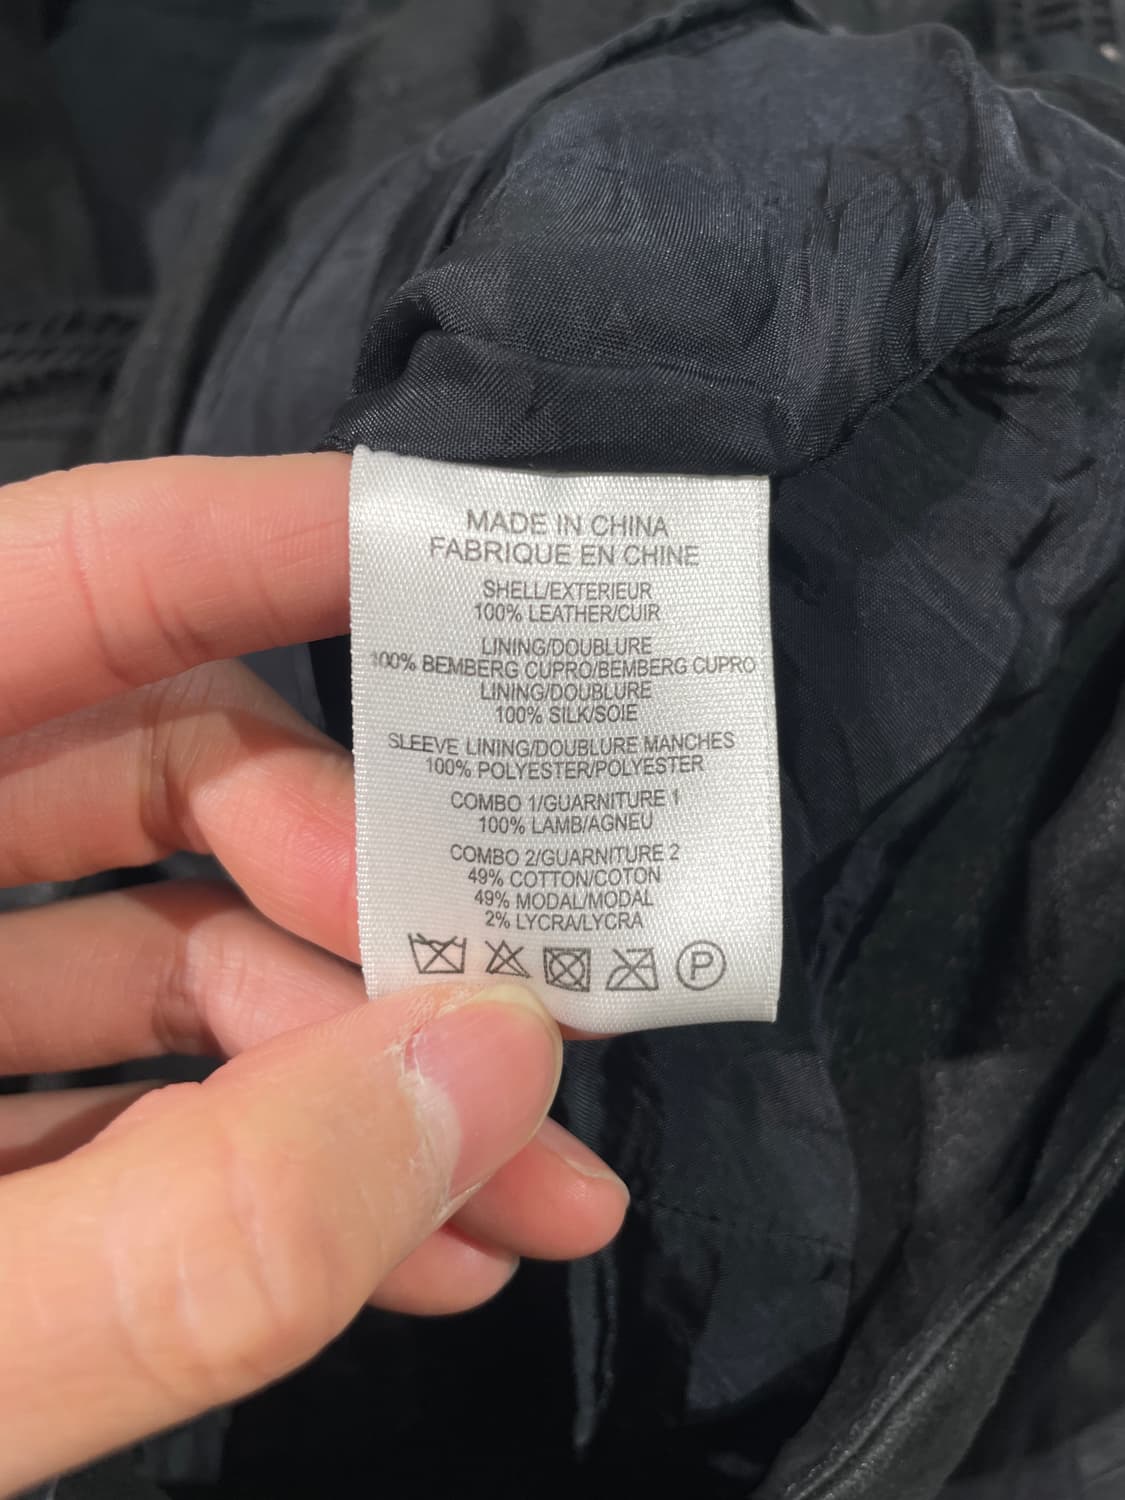 MADE IN CHINA
FABRIQUE EN CHINE
SHELL/EXTERIEUR
100% LEATHER/CUIR
LINING/DOUBLURE
100% BEMBERG CUPRO/BEMBERG CUPRO
LINING/DOUBLURE
100% SILK/SOIE
SLEEVE LINING/DOUBLURE MANCHES
100% POLYESTER/POLYESTER
COMBO 1/GUARNITURE 1
100% LAMB/AGNEU
COMBO 2/GUARNITURE 2
49% COTTON/COTON
49% MODAL/MODAL
2% LYCRA/LYCRA
P